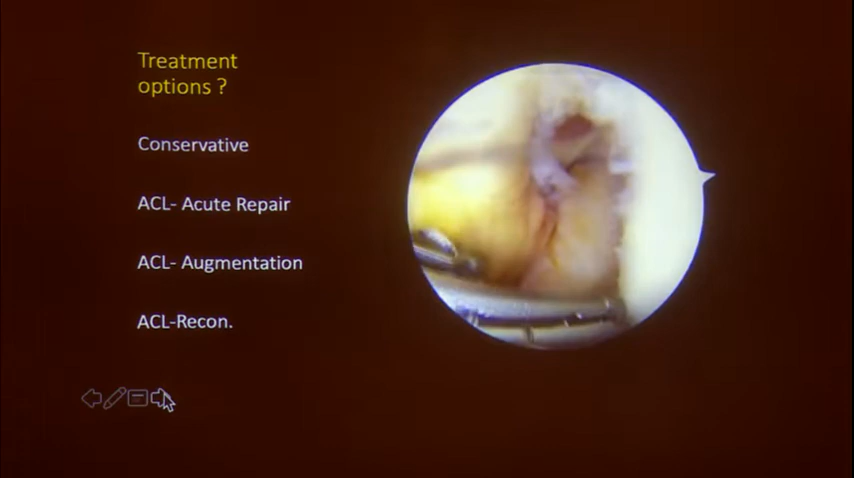 Treatment
options ?
Conservative
ACL- Acute Repair
ACL- Augmentation
ACL-Recon.